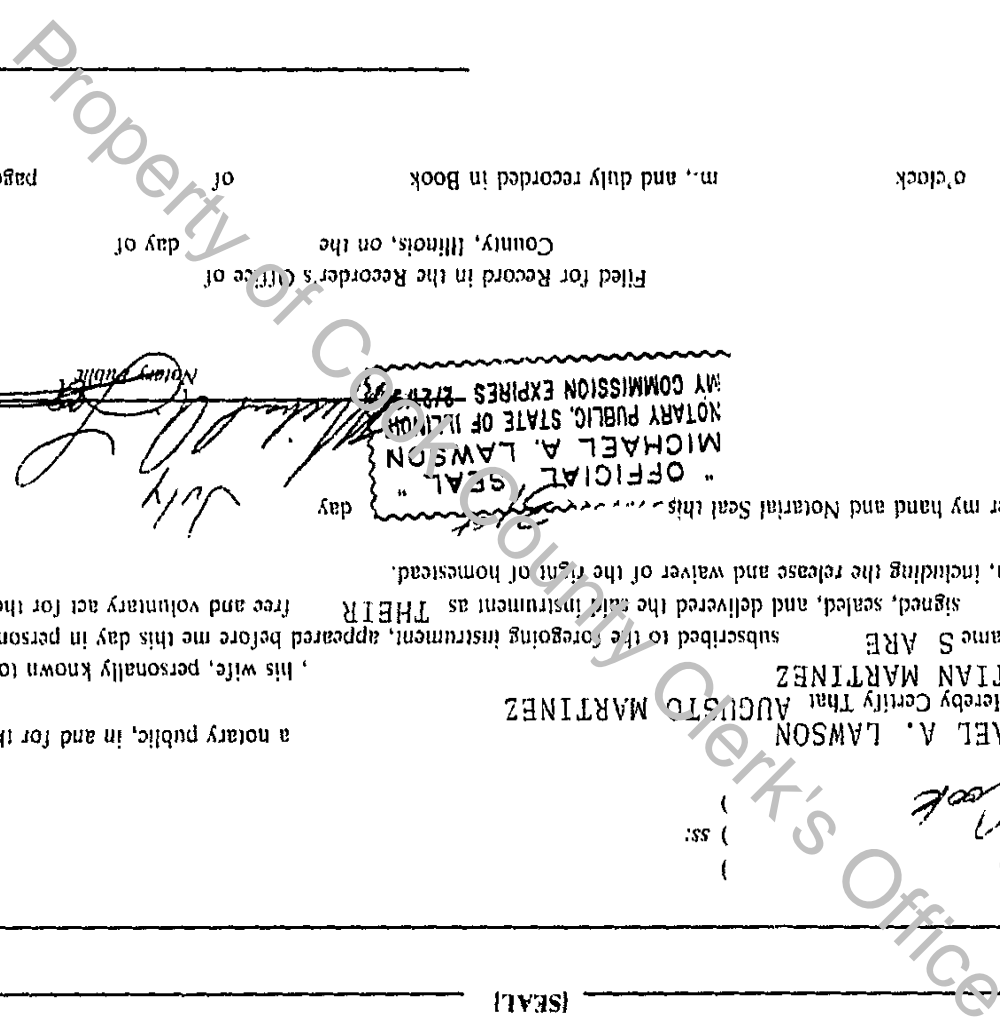 [SEAL]
)
) ss:
)
Cook
AEL A. LAWSON a notary public, in and for th
Hereby Certify That AUGUSTO MARTINEZ
TIAN MARTINEZ , his wife, personally known to
ame S ARE subscribed to the foregoing instrument, appeared before me this day in person
signed, sealed, and delivered the said instrument as THEIR free and voluntary act for the
n, including the release and waiver of the right of homestead.
er my hand and Notarial Seal this day July
" OFFICIAL SEAL "
MICHAEL A. LAWSON
NOTARY PUBLIC, STATE OF ILLINOIS
MY COMMISSION EXPIRES
Notary Public
Filed for Record in the Recorder's Office of
County, Illinois, on the day of
o'clock m., and duly recorded in Book of page
Property of Cook County Clerk's Office